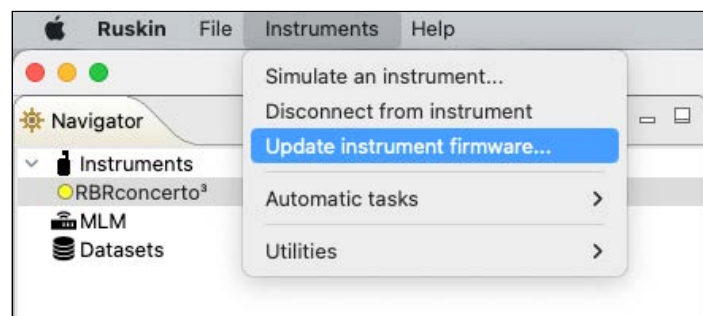 Ruskin File Instruments Help
Simulate an instrument...
Disconnect from instrument
Navigator
Update instrument firmware...
Instruments
RBRconcerto³
Automatic tasks
MLM
Datasets
Utilities